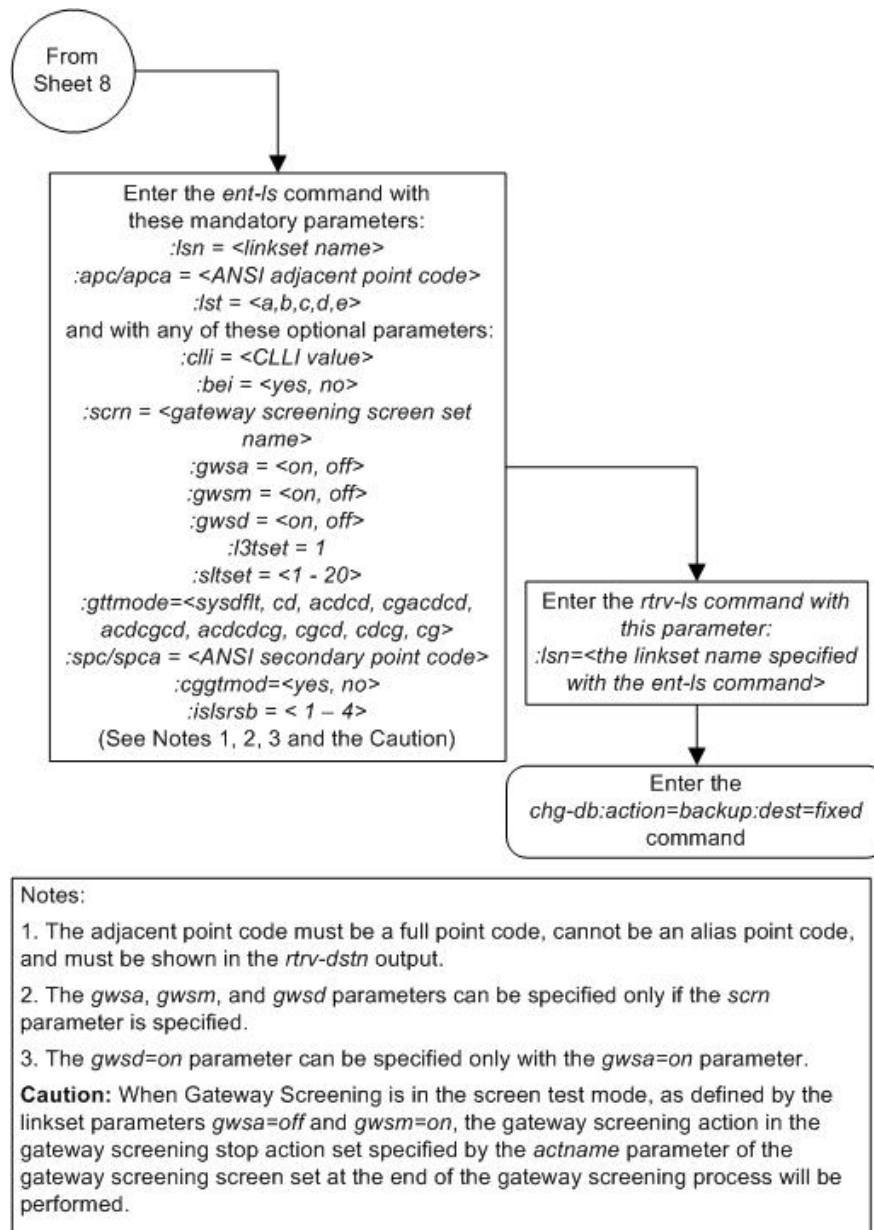 From
Sheet 8
Enter the ent-ls command with
these mandatory parameters:
:lsn = <linkset name>
:apc/apca = <ANSI adjacent point code>
:lst = <a,b,c,d,e>
and with any of these optional parameters:
:clli = <CLLI value>
:bei = <yes, no>
:scrn = <gateway screening screen set
name>
:gwsa = <on, off>
:gwsm = <on, off>
:gwsd = <on, off>
:l3tset = 1
:sltset = <1 - 20>
:gttmode=<sysdflt, cd, acdcd, cgacdcd,
acdcgcd, acdcdcg, cgcd, cdcg, cg>
:spc/spca = <ANSI secondary point code>
:cggtmod=<yes, no>
:islsrsb = < 1 – 4>
(See Notes 1, 2, 3 and the Caution)
Enter the rtrv-ls command with
this parameter:
:lsn=<the linkset name specified
with the ent-ls command>
Enter the
chg-db:action=backup:dest=fixed
command
Notes:
1. The adjacent point code must be a full point code, cannot be an alias point code,
and must be shown in the rtrv-dstn output.
2. The gwsa, gwsm, and gwsd parameters can be specified only if the scrn
parameter is specified.
3. The gwsd=on parameter can be specified only with the gwsa=on parameter.
Caution: When Gateway Screening is in the screen test mode, as defined by the
linkset parameters gwsa=off and gwsm=on, the gateway screening action in the
gateway screening stop action set specified by the actname parameter of the
gateway screening screen set at the end of the gateway screening process will be
performed.